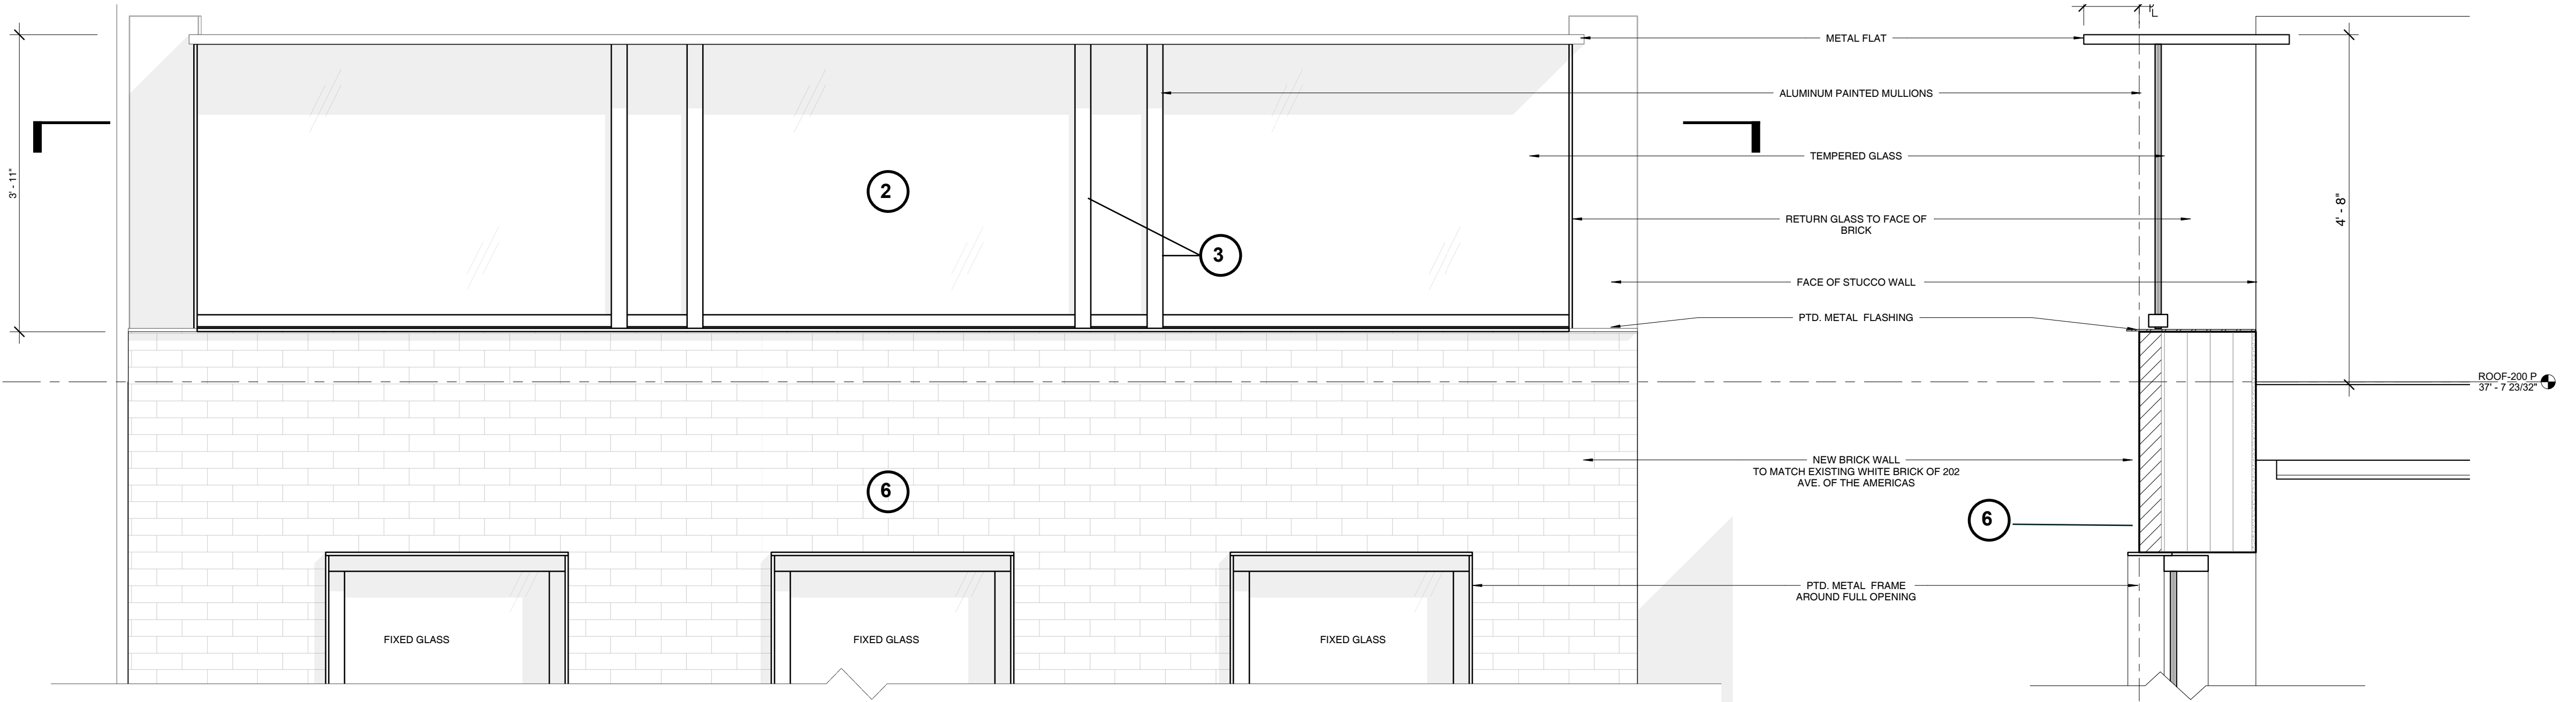 METAL FLAT
ALUMINUM PAINTED MULLIONS
TEMPERED GLASS
RETURN GLASS TO FACE OF
BRICK
FACE OF STUCCO WALL
PTD. METAL FLASHING
NEW BRICK WALL
TO MATCH EXISTING WHITE BRICK OF 202
AVE. OF THE AMERICAS
PTD. METAL FRAME
AROUND FULL OPENING
3' - 11"
2
3
6
FIXED GLASS
FIXED GLASS
FIXED GLASS
6
4' - 8"
ROOF-200 P
37' - 7 23/32"